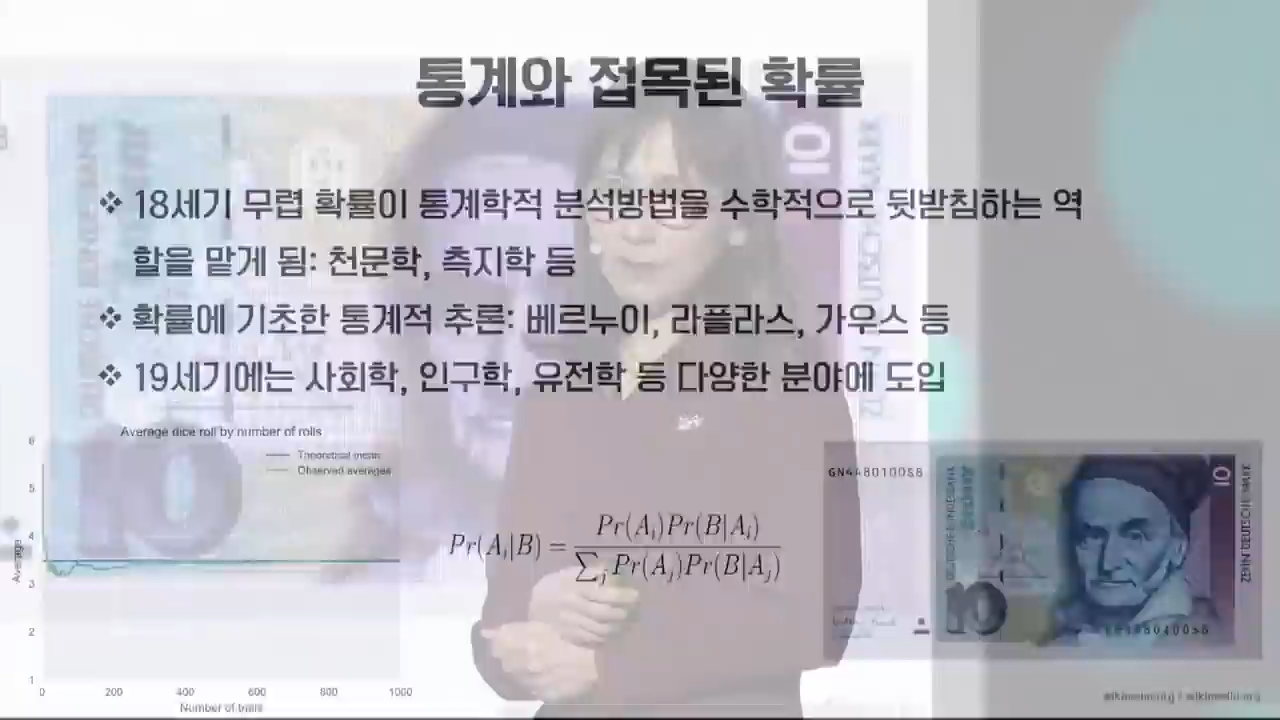 통계와 접목된 확률
❖ 18세기 무렵 확률이 통계학적 분석방법을 수학적으로 뒷받침하는 역
할을 맡게 됨: 천문학, 측지학 등
❖ 확률에 기초한 통계적 추론: 베르누이, 라플라스, 가우스 등
❖ 19세기에는 사회학, 인구학, 유전학 등 다양한 분야에 도입
Average dice roll by number of rolls
Theoretical mean
Observed averages
Average
6
5
4
3
2
1
0 200 400 600 800 1000
Number of trials
Pr(A_i|B) = Pr(A_i)Pr(B|A_i) / ∑_j Pr(A_j)Pr(B|A_j)
10
ZEHN DEUTSCHE MARK
GN4480100S8
10
10
ZEHN DEUTSCHE MARK
10